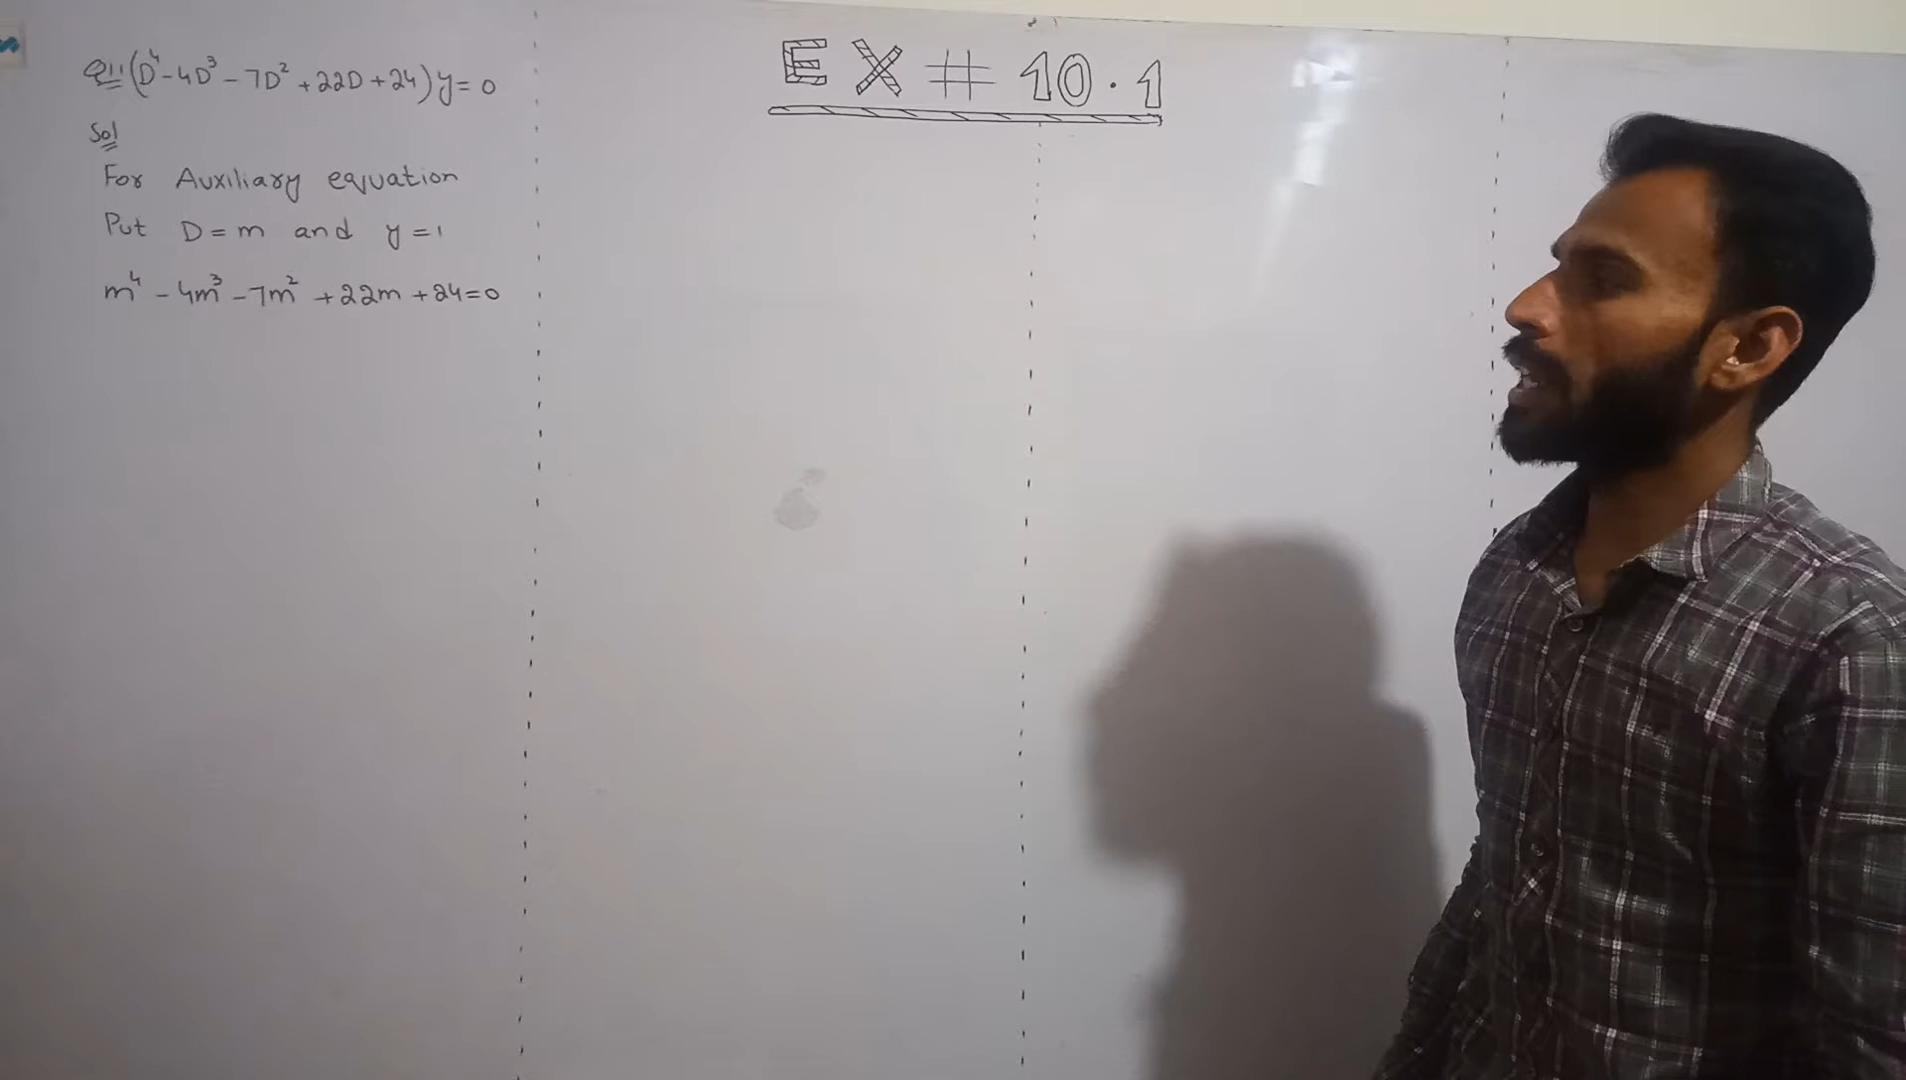 Q11 (D⁴ - 4D³ - 7D² + 22D + 24) y = 0
Sol
For Auxiliary equation
Put D = m and y = 1
m⁴ - 4m³ - 7m² + 22m + 24 = 0
EX # 10.1